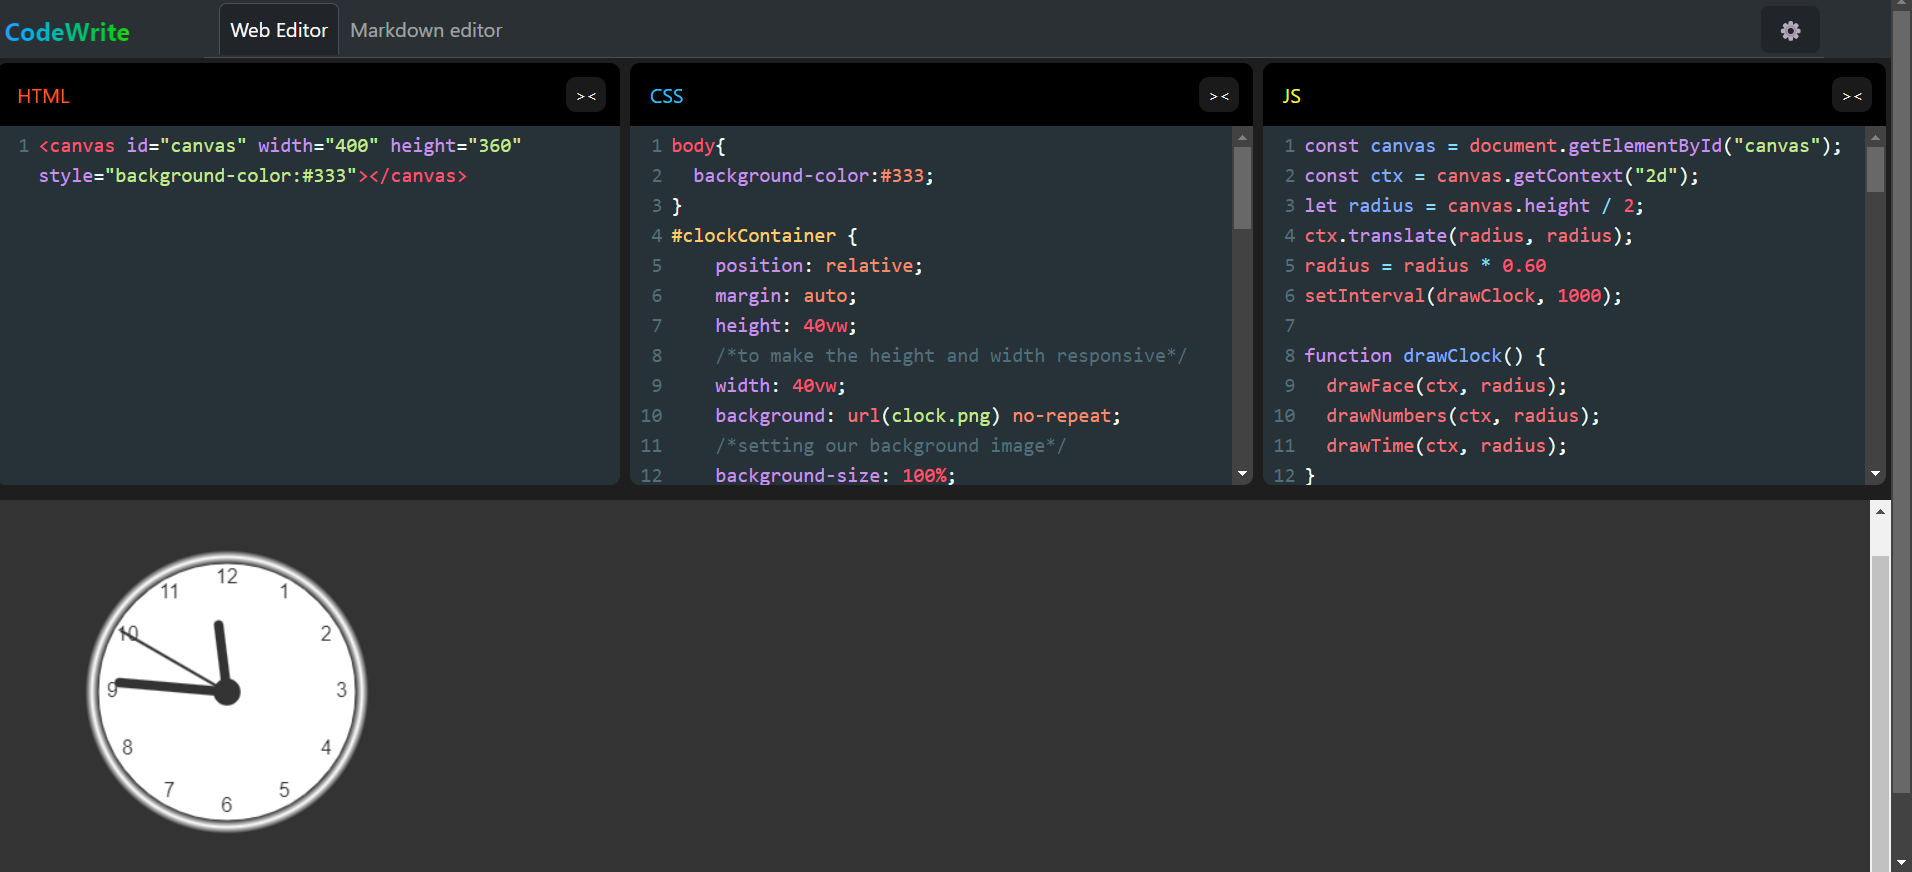 CodeWrite
Web Editor
Markdown editor
HTML
><
1 <canvas id="canvas" width="400" height="360"
style="background-color:#333"></canvas>
CSS
><
1 body{
2 background-color:#333;
3 }
4 #clockContainer {
5 position: relative;
6 margin: auto;
7 height: 40vw;
8 /*to make the height and width responsive*/
9 width: 40vw;
10 background: url(clock.png) no-repeat;
11 /*setting our background image*/
12 background-size: 100%;
JS
><
1 const canvas = document.getElementById("canvas");
2 const ctx = canvas.getContext("2d");
3 let radius = canvas.height / 2;
4 ctx.translate(radius, radius);
5 radius = radius * 0.60
6 setInterval(drawClock, 1000);
7
8 function drawClock() {
9 drawFace(ctx, radius);
10 drawNumbers(ctx, radius);
11 drawTime(ctx, radius);
12 }
12
11
1
10
2
9
3
8
4
7
5
6